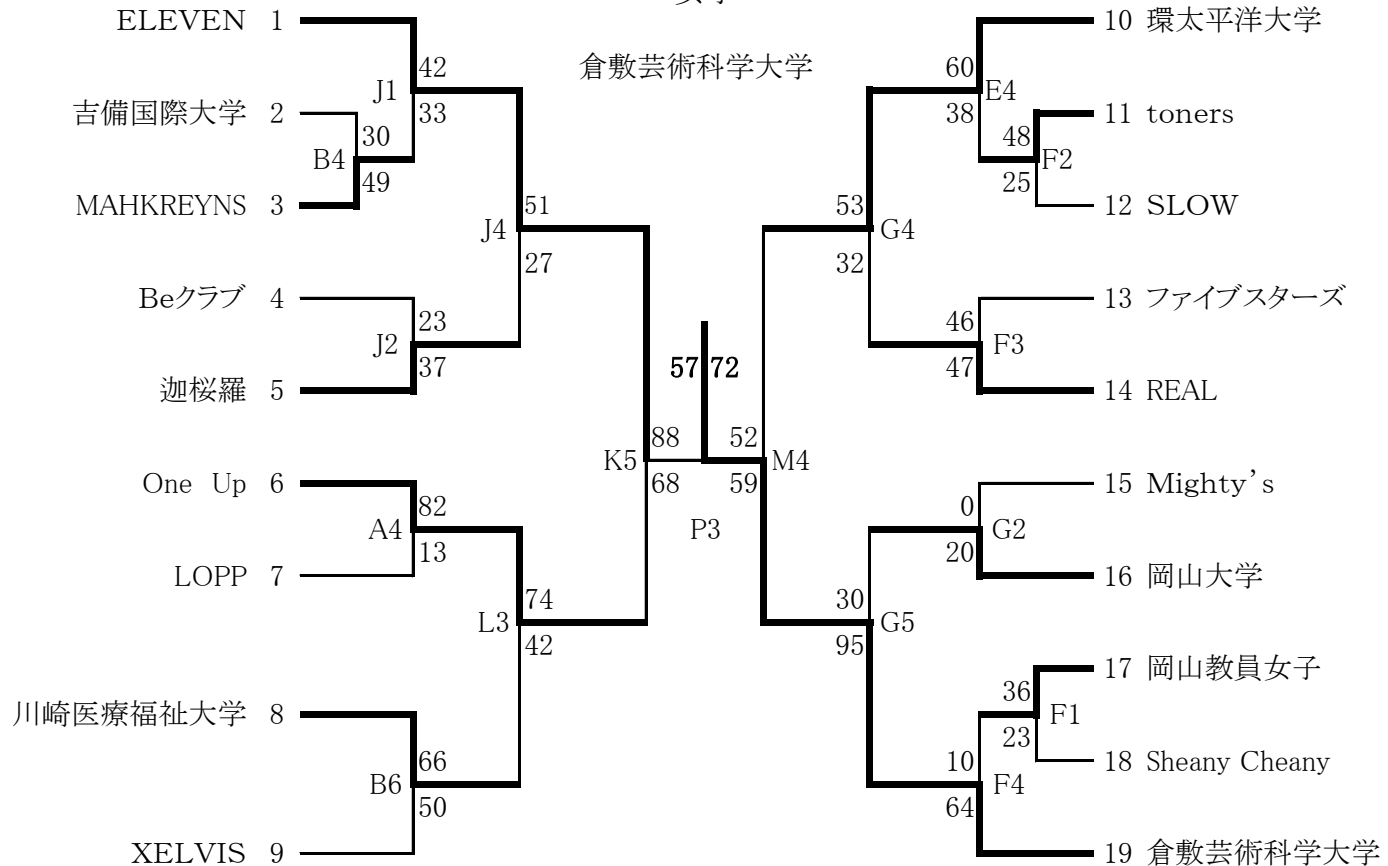 ELEVEN 1
倉敷芸術科学大学
J1 42
33
吉備国際大学 2
B4 30
49
MAHKREYNS 3
J4 51
27
Beクラブ 4
J2 23
37
迦桜羅 5
K5 88
68
One Up 6
A4 82
13
LOPP 7
L3 74
42
川崎医療福祉大学 8
B6 66
50
XELVIS 9
57 72
P3
10 環太平洋大学
60 E4
38
11 toners
48 F2
25
12 SLOW
53 G4
32
13 ファイブスターズ
46 F3
47
14 REAL
52 M4
59
15 Mighty’s
0 G2
20
16 岡山大学
30 G5
95
17 岡山教員女子
36 F1
23
18 Sheany Cheany
10 F4
64
19 倉敷芸術科学大学